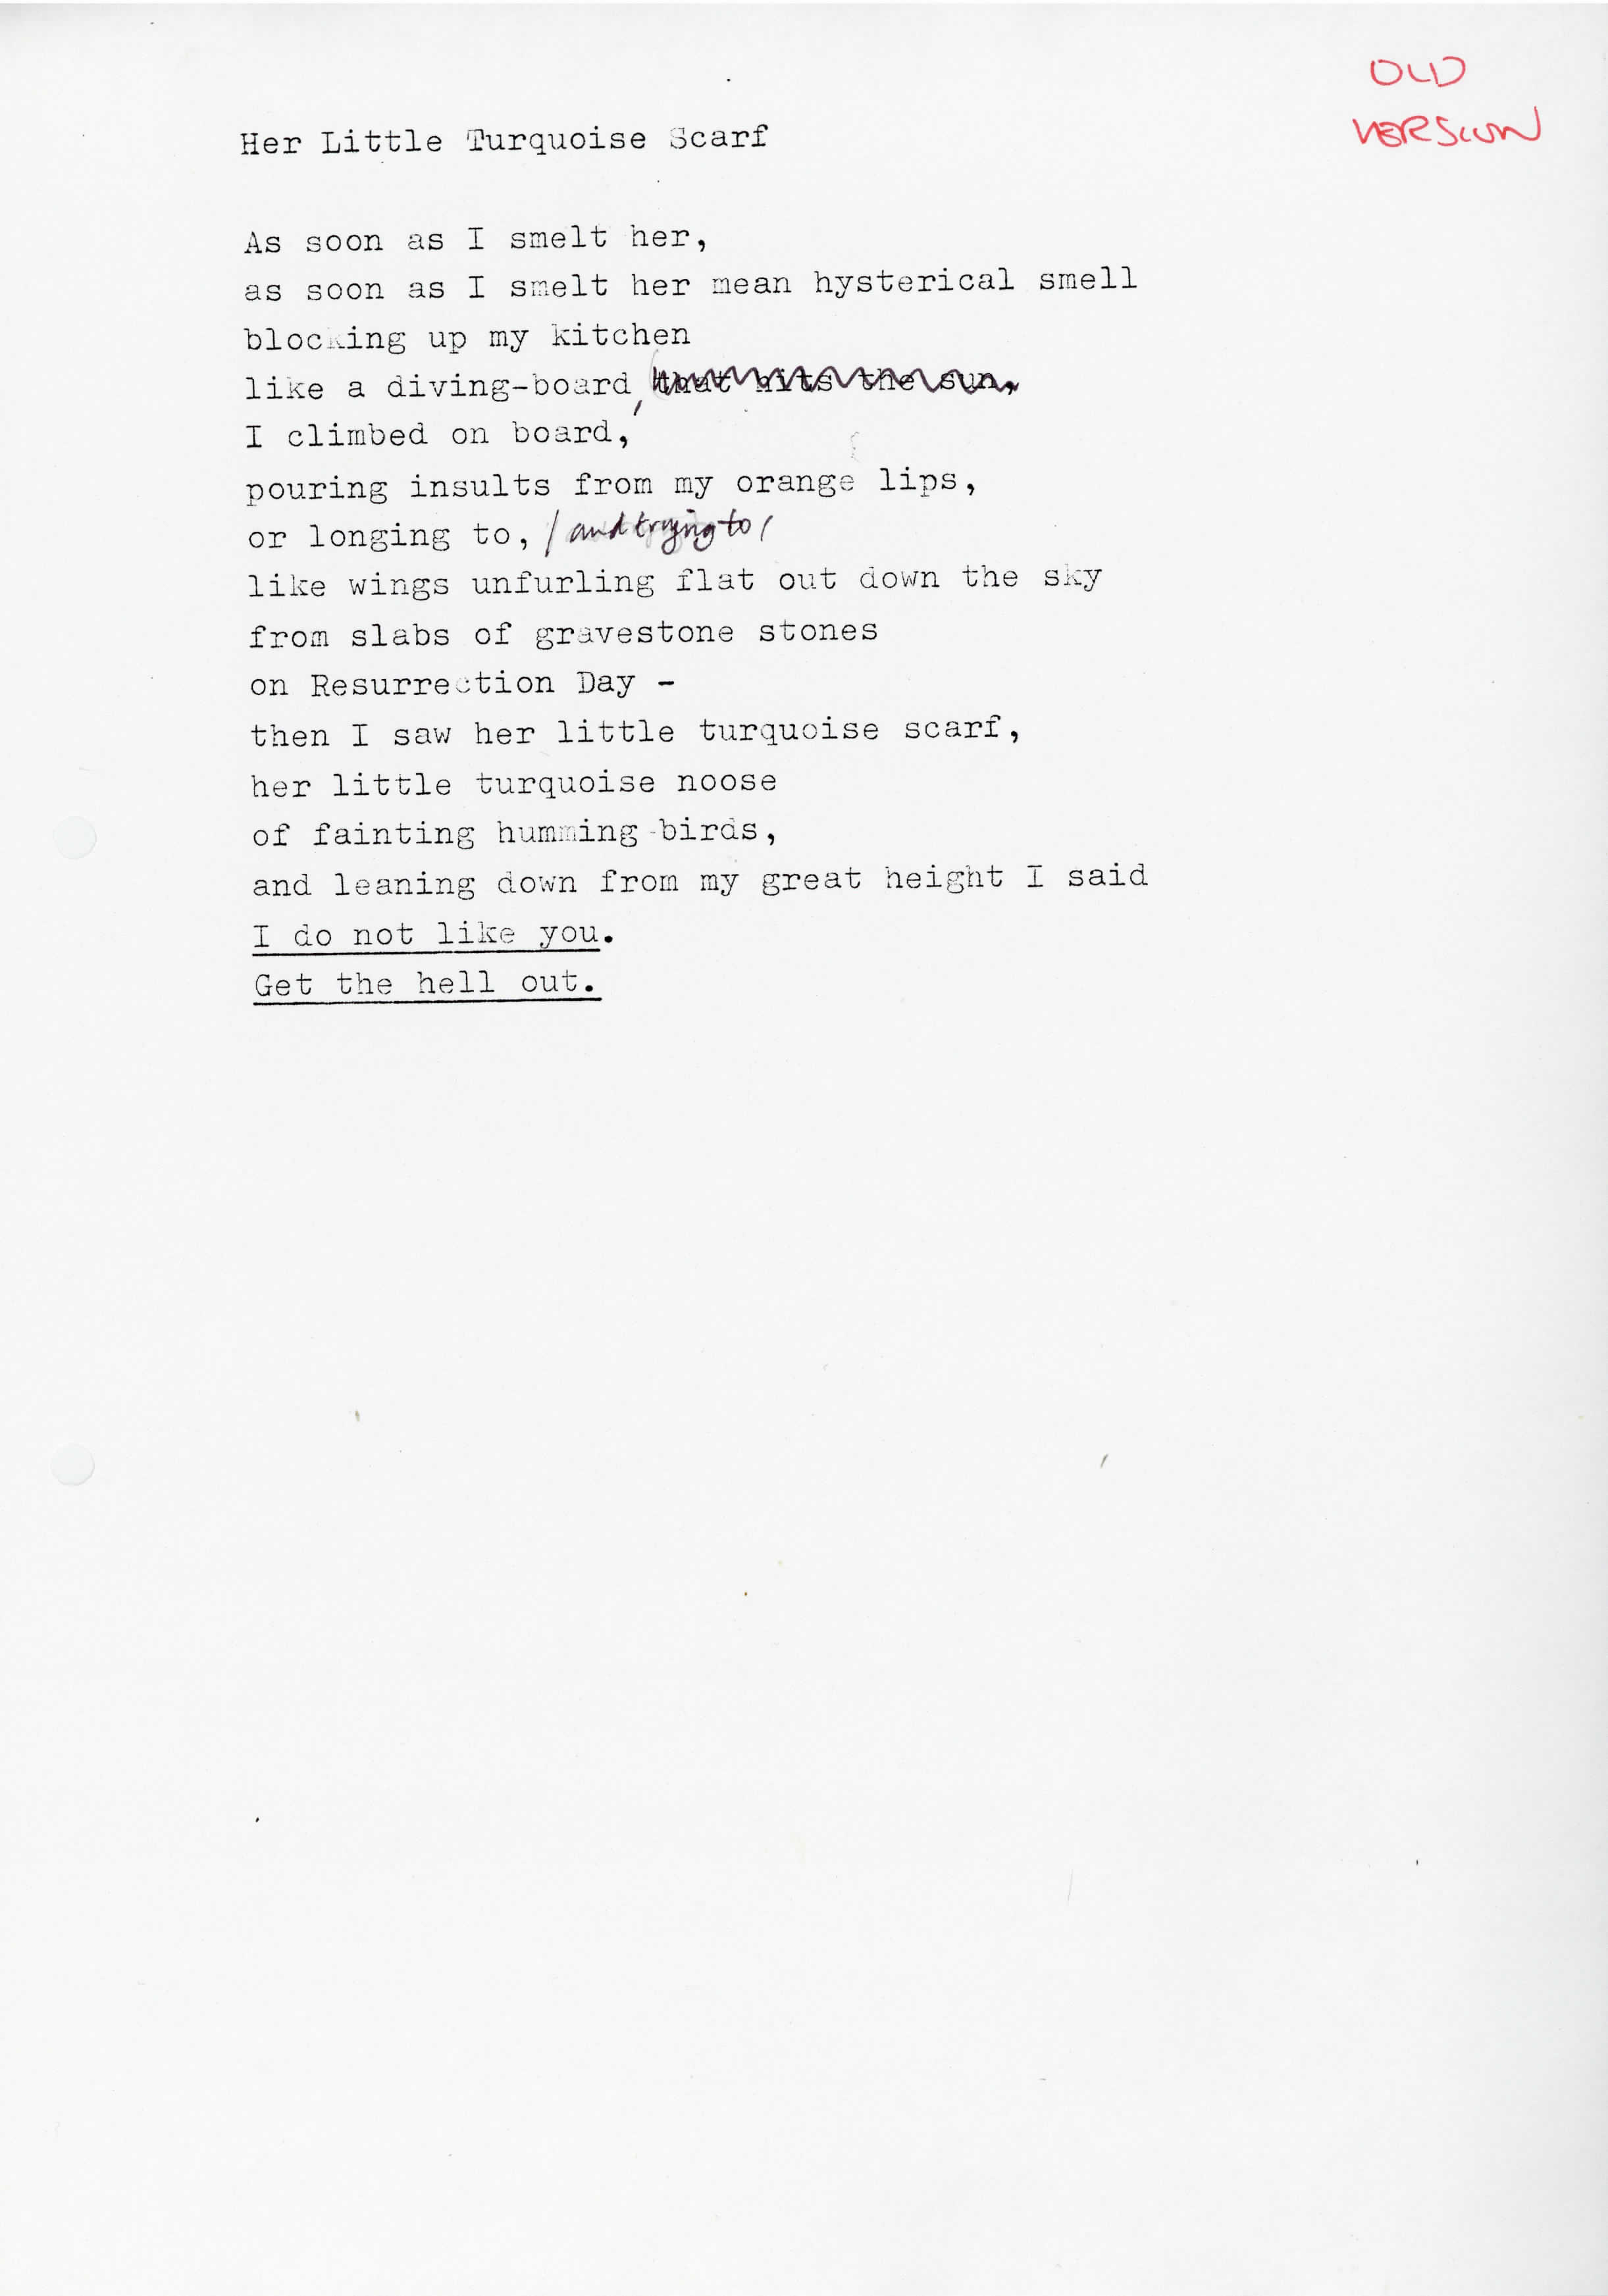 OLD
VERSION
Her Little Turquoise Scarf
As soon as I smelt her,
as soon as I smelt her mean hysterical smell
blocking up my kitchen
like a diving-board, that hits the sun,
I climbed on board,
pouring insults from my orange lips,
or longing to, / and trying to /
like wings unfurling flat out down the sky
from slabs of gravestone stones
on Resurrection Day -
then I saw her little turquoise scarf,
her little turquoise noose
of fainting humming-birds,
and leaning down from my great height I said
I do not like you.
Get the hell out.